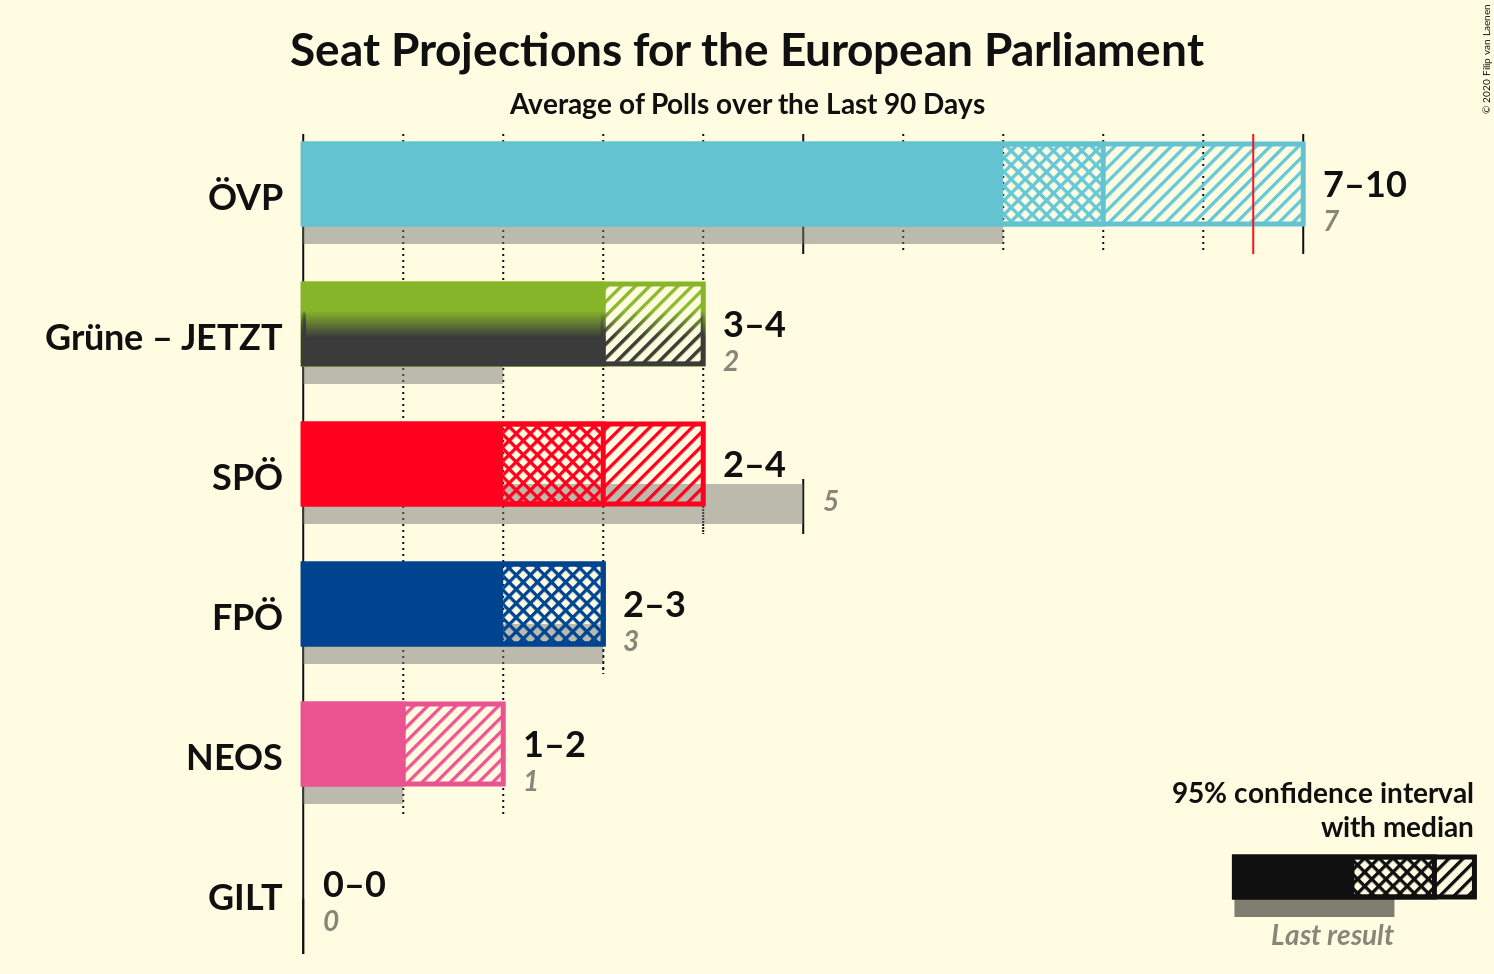 Seat Projections for the European Parliament
Average of Polls over the Last 90 Days
© 2020 Filip van Laenen
ÖVP
7–10
7
Grüne – JETZT
3–4
2
SPÖ
2–4
5
FPÖ
2–3
3
NEOS
1–2
1
GILT
0–0
0
95% confidence interval
with median
Last result